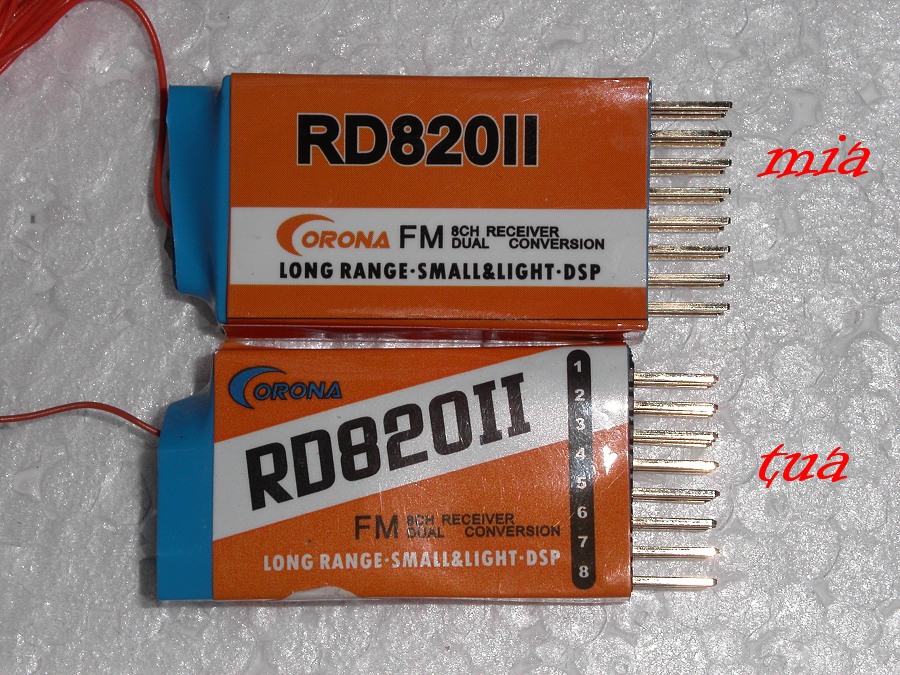 RD820II
CORONA FM 8CH RECEIVER
DUAL CONVERSION
LONG RANGE·SMALL&LIGHT·DSP
mia
CORONA
RD820II
FM 8CH RECEIVER
DUAL CONVERSION
LONG RANGE·SMALL&LIGHT·DSP
1
2
3
4
5
6
7
8
tua